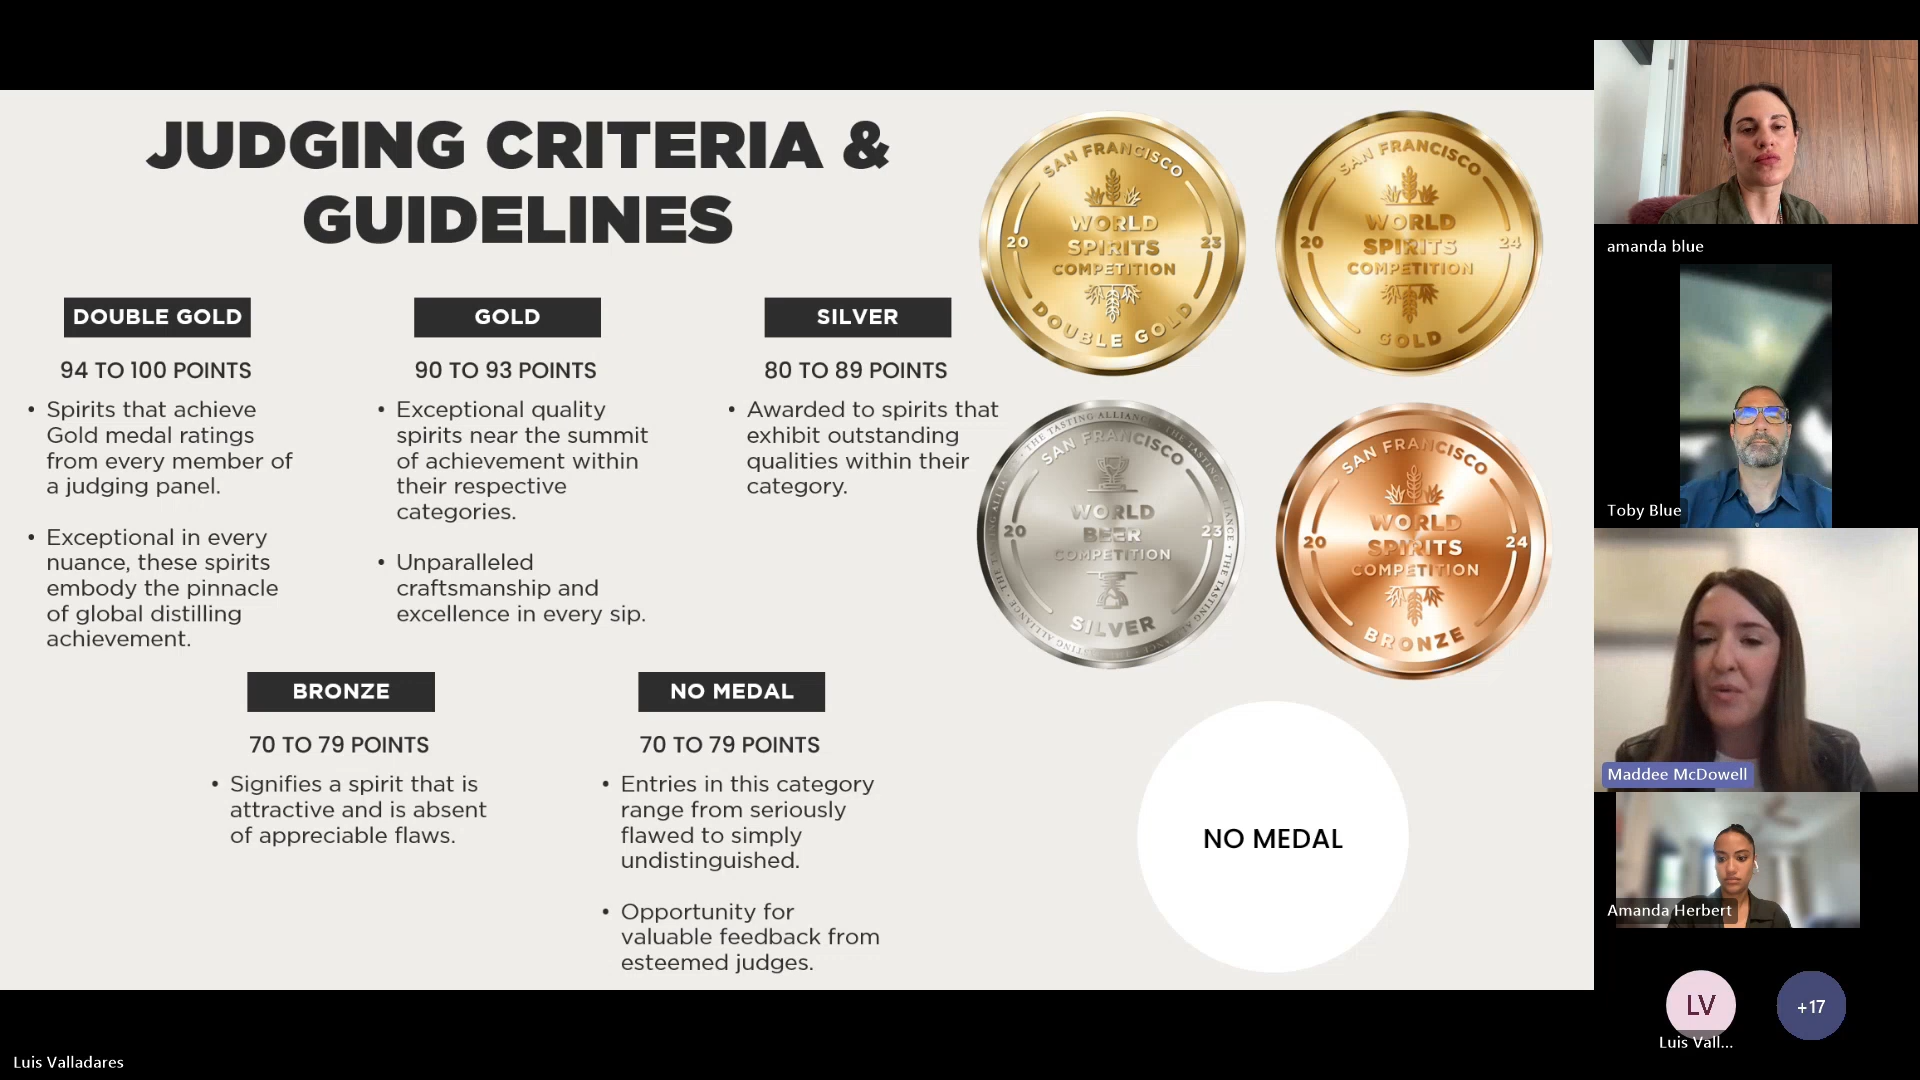 JUDGING CRITERIA &
GUIDELINES
DOUBLE GOLD
94 TO 100 POINTS
• Spirits that achieve
Gold medal ratings
from every member of
a judging panel.
• Exceptional in every
nuance, these spirits
embody the pinnacle
of global distilling
achievement.
GOLD
90 TO 93 POINTS
• Exceptional quality
spirits near the summit
of achievement within
their respective
categories.
• Unparalleled
craftsmanship and
excellence in every sip.
SILVER
80 TO 89 POINTS
• Awarded to spirits that
exhibit outstanding
qualities within their
category.
BRONZE
70 TO 79 POINTS
• Signifies a spirit that is
attractive and is absent
of appreciable flaws.
NO MEDAL
70 TO 79 POINTS
• Entries in this category
range from seriously
flawed to simply
undistinguished.
• Opportunity for
valuable feedback from
esteemed judges.
SAN FRANCISCO
WORLD
20 SPIRITS 23
COMPETITION
DOUBLE GOLD
SAN FRANCISCO
WORLD
20 SPIRITS 24
COMPETITION
GOLD
THE TASTING ALLIANCE
SAN FRANCISCO
WORLD
20 BEER 23
COMPETITION
SILVER
SAN FRANCISCO
WORLD
20 SPIRITS 24
COMPETITION
BRONZE
NO MEDAL
amanda blue
Toby Blue
Maddee McDowell
Amanda Herbert
LV
+17
Luis Vall...
Luis Valladares